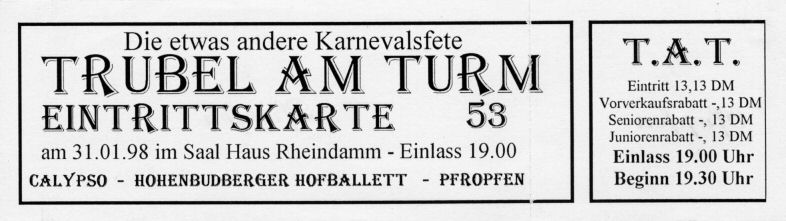 Die etwas andere Karnevalsfete
TRUBEL AM TURM
EINTRITTSKARTE 53
am 31.01.98 im Saal Haus Rheindamm - Einlass 19.00
CALYPSO - HOHENBUDBERGER HOFBALLETT - PFROPFEN
T.A.T.
Eintritt 13,13 DM
Vorverkaufsrabatt -,13 DM
Seniorenrabatt -, 13 DM
Juniorenrabatt -, 13 DM
Einlass 19.00 Uhr
Beginn 19.30 Uhr